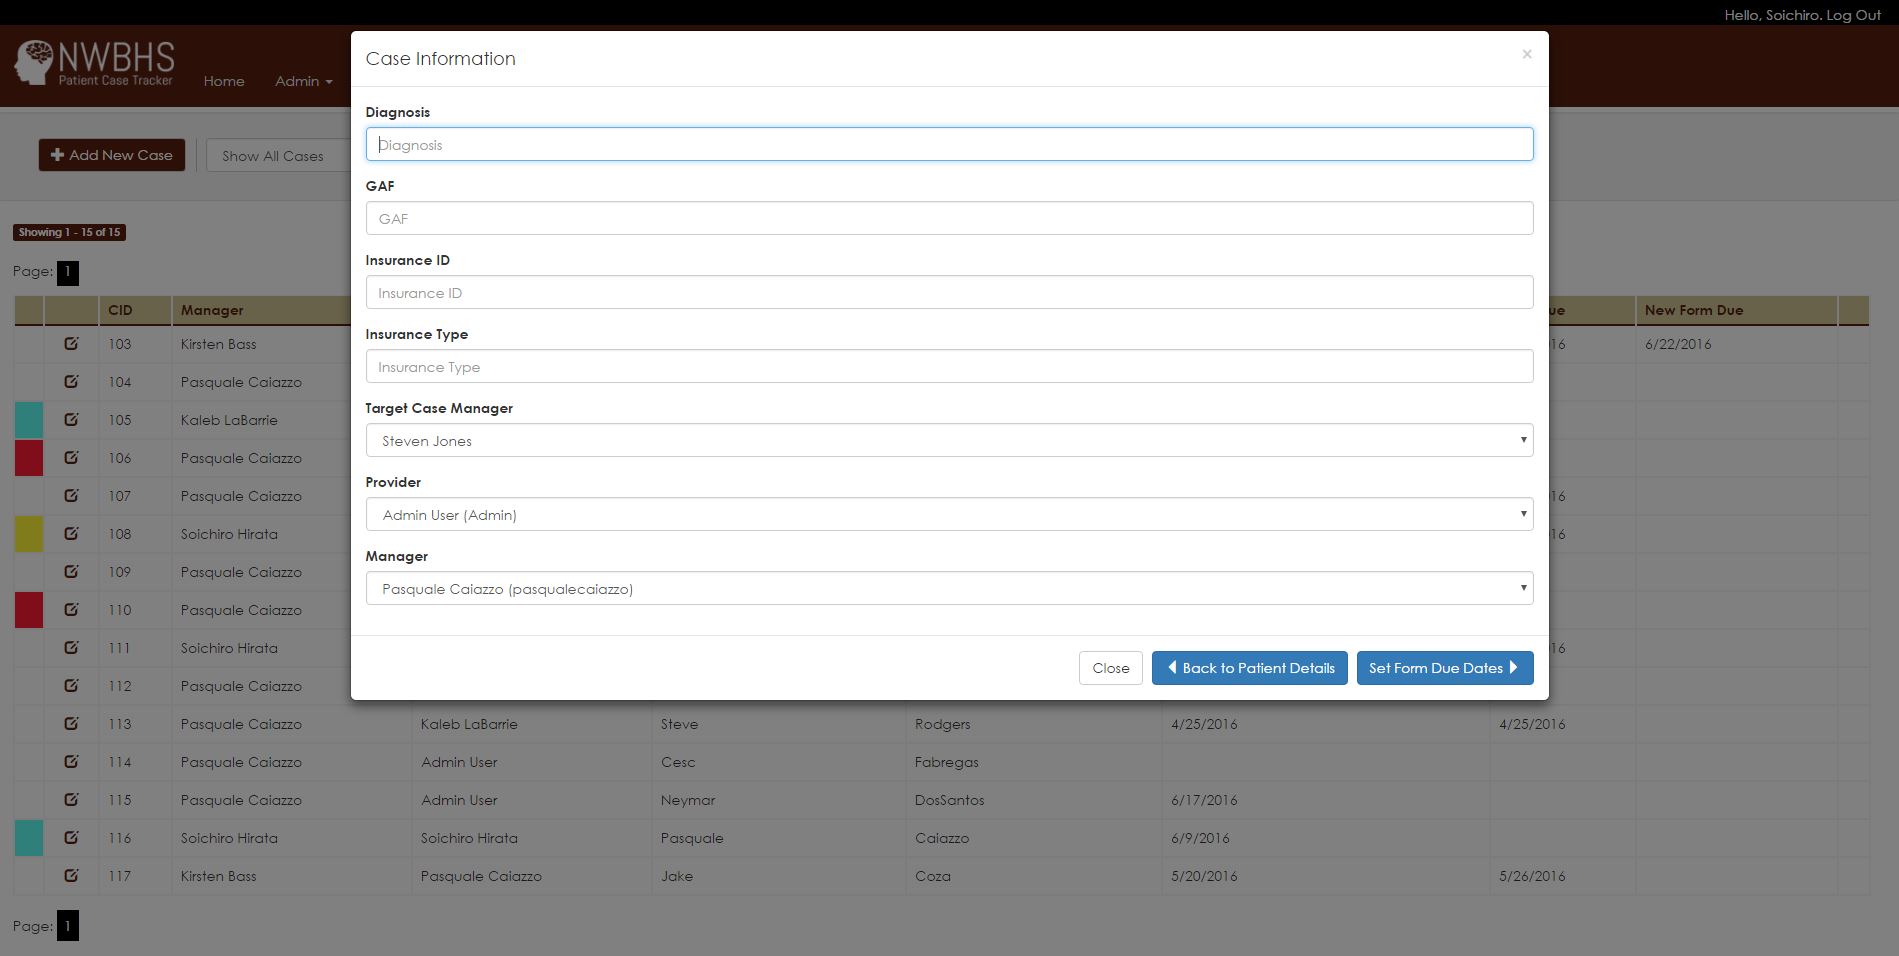 Hello, Soichiro. Log Out
NWBHS
Patient Case Tracker
Home
Admin
Case Information
×
Diagnosis
Diagnosis
GAF
GAF
Insurance ID
Insurance ID
Insurance Type
Insurance Type
Target Case Manager
Steven Jones
Provider
Admin User (Admin)
Manager
Pasquale Caiazzo (pasqualecaiazzo)
Close
Back to Patient Details
Set Form Due Dates
Add New Case
Show All Cases
Showing 1 - 15 of 15
Page: 1
CID Manager ue New Form Due
103 Kirsten Bass 16 6/22/2016
104 Pasquale Caiazzo
105 Kaleb LaBarrie
106 Pasquale Caiazzo
107 Pasquale Caiazzo 16
108 Soichiro Hirata 16
109 Pasquale Caiazzo
110 Pasquale Caiazzo
111 Soichiro Hirata 16
112 Pasquale Caiazzo
113 Pasquale Caiazzo Kaleb LaBarrie Steve Rodgers 4/25/2016 4/25/2016
114 Pasquale Caiazzo Admin User Cesc Fabregas
115 Pasquale Caiazzo Admin User Neymar DosSantos 6/17/2016
116 Soichiro Hirata Soichiro Hirata Pasquale Caiazzo 6/9/2016
117 Kirsten Bass Pasquale Caiazzo Jake Coza 5/20/2016 5/26/2016
Page: 1